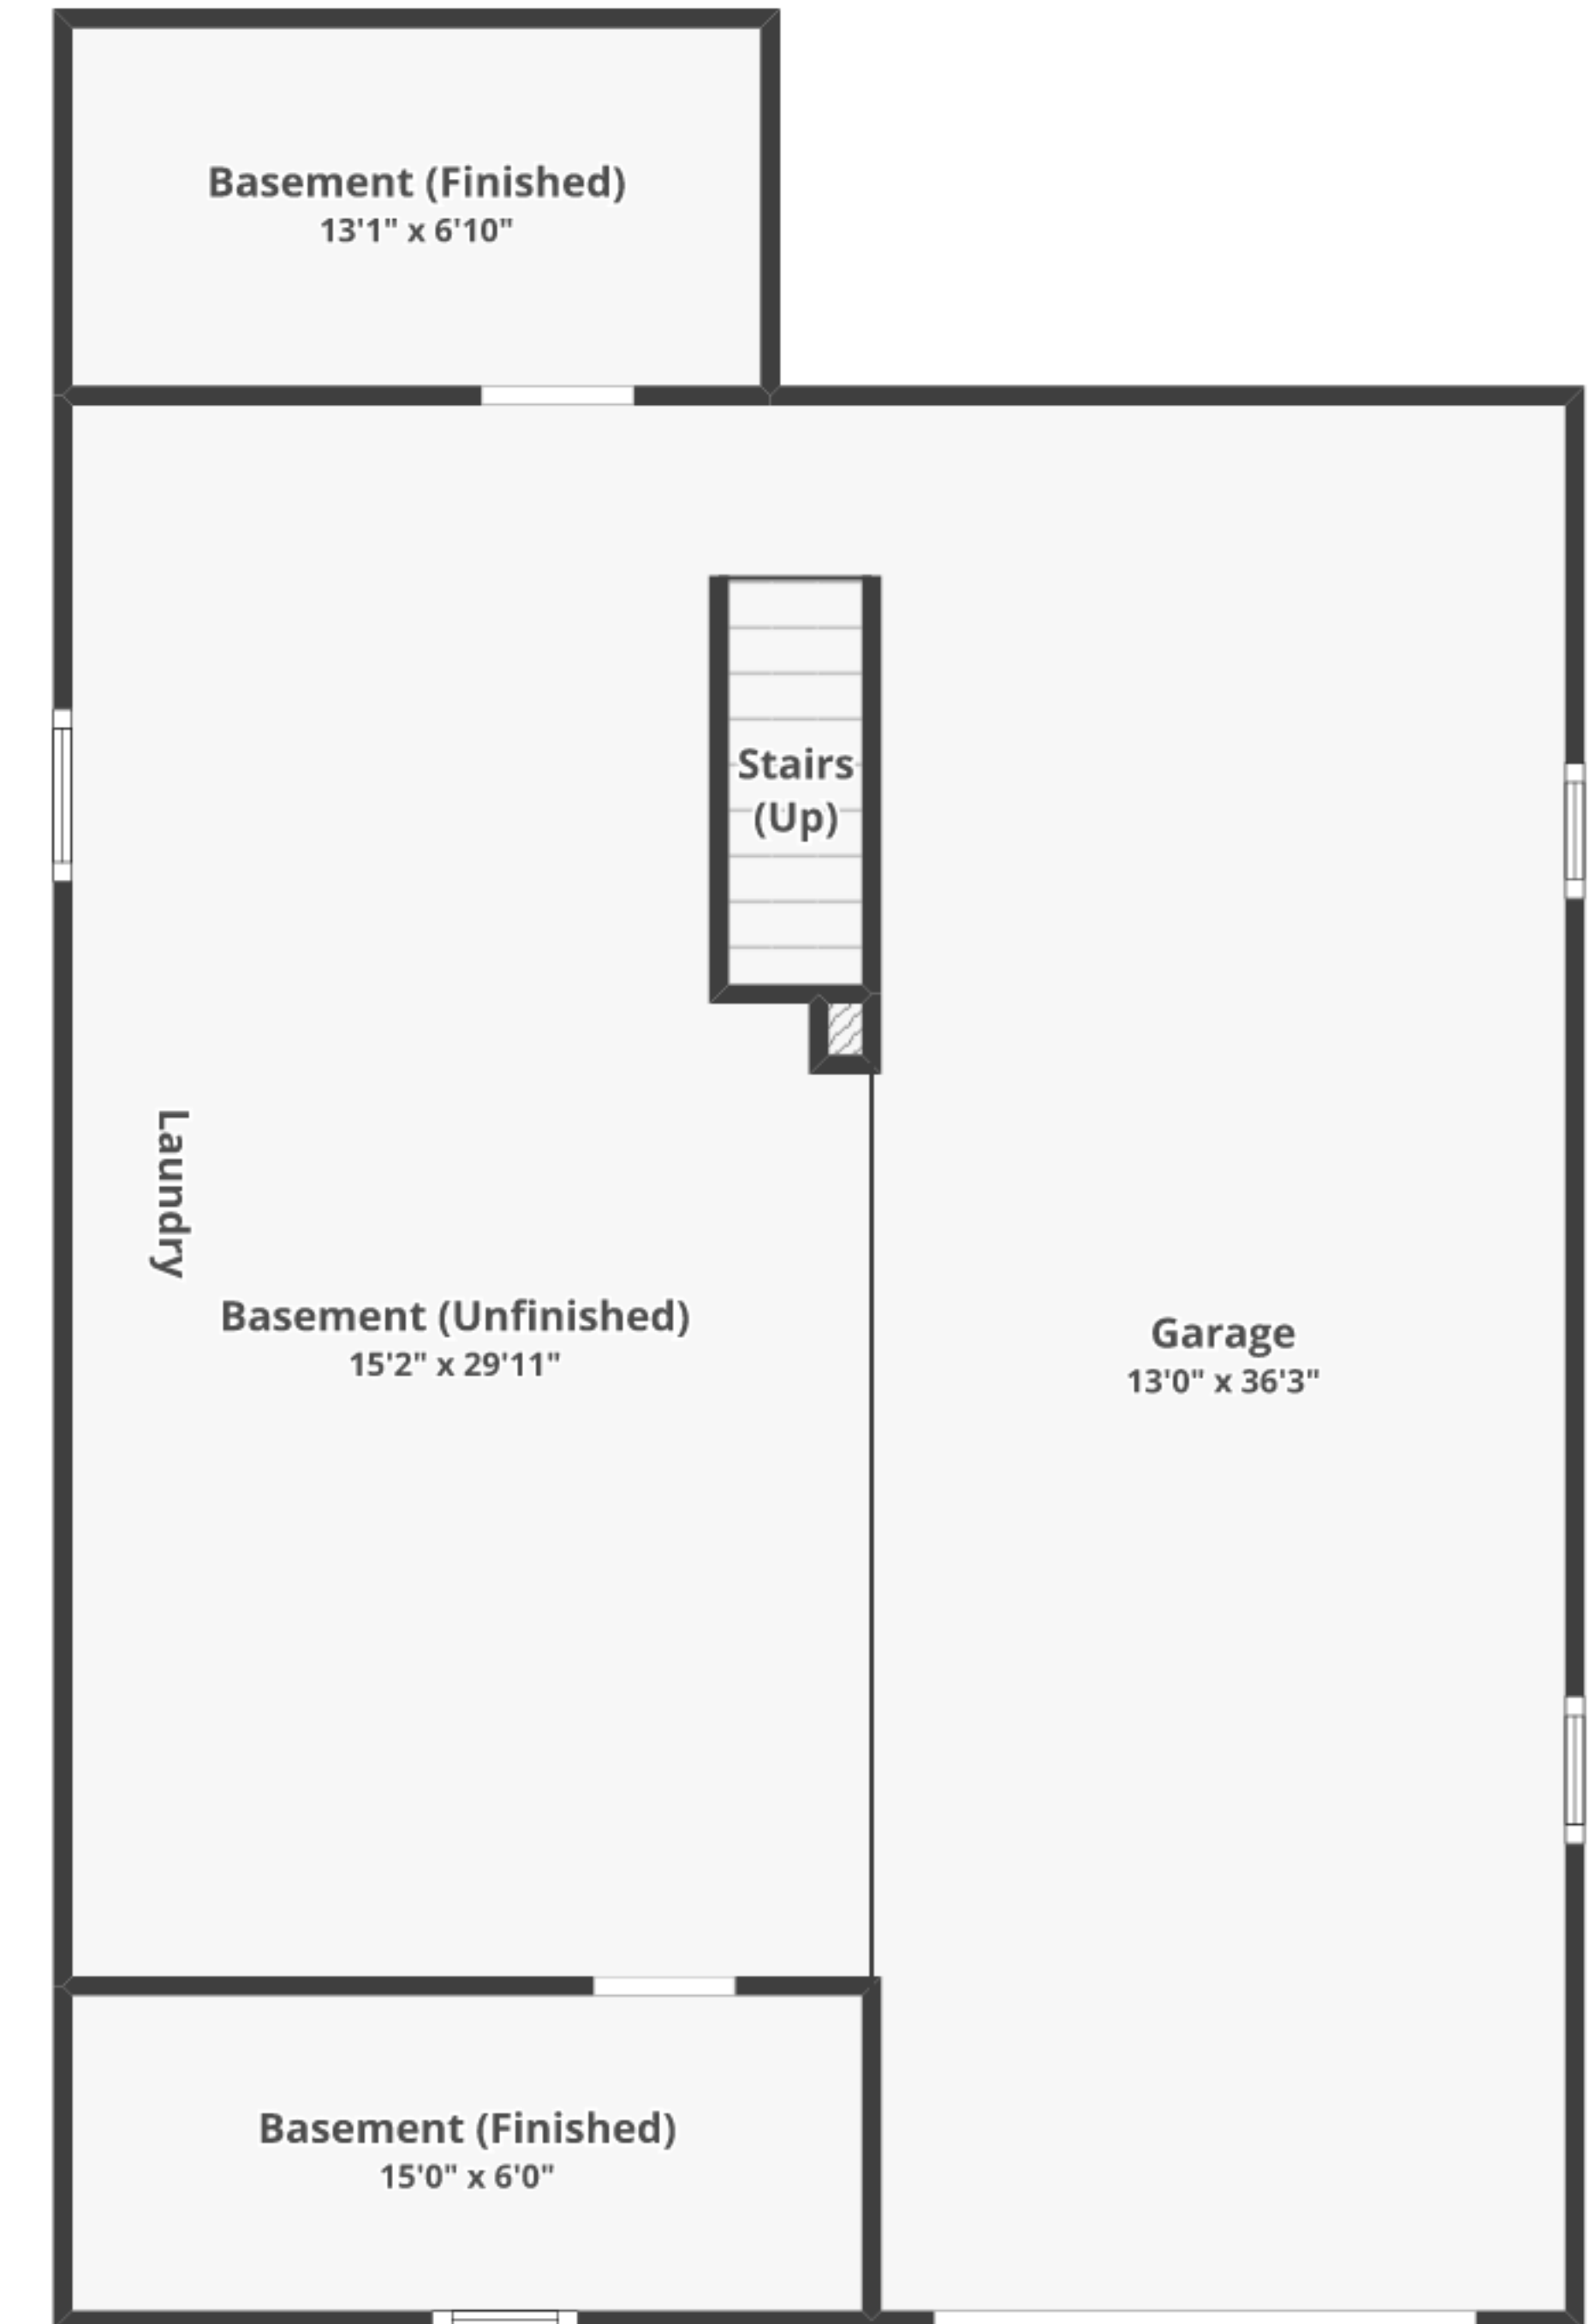 Basement (Finished)
13'1" x 6'10"
Stairs
(Up)
Laundry
Basement (Unfinished)
15'2" x 29'11"
Garage
13'0" x 36'3"
Basement (Finished)
15'0" x 6'0"